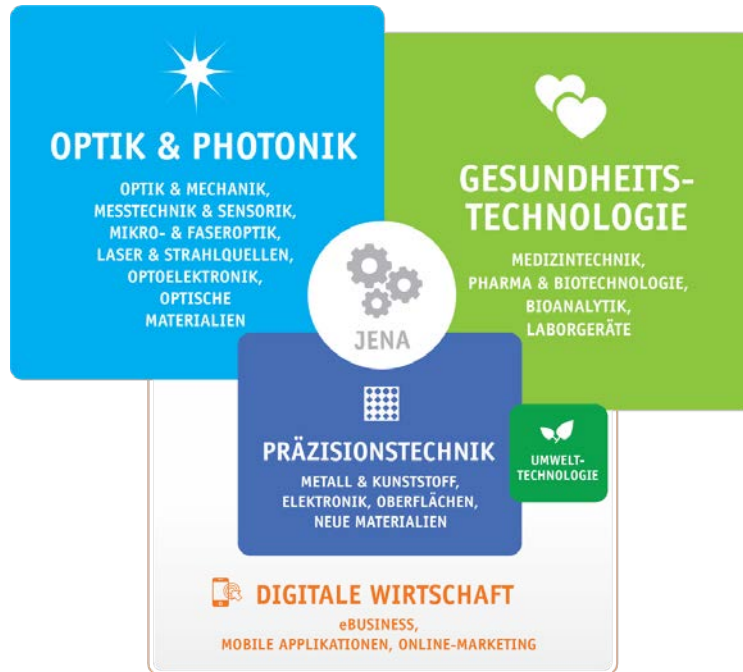 OPTIK & PHOTONIK
OPTIK & MECHANIK,
MESSTECHNIK & SENSORIK,
MIKRO- & FASEROPTIK,
LASER & STRAHLQUELLEN,
OPTOELEKTRONIK,
OPTISCHE
MATERIALIEN
GESUNDHEITS-
TECHNOLOGIE
MEDIZINTECHNIK,
PHARMA & BIOTECHNOLOGIE,
BIOANALYTIK,
LABORGERÄTE
JENA
PRÄZISIONSTECHNIK
METALL & KUNSTSTOFF,
ELEKTRONIK, OBERFLÄCHEN,
NEUE MATERIALIEN
UMWELT-
TECHNOLOGIE
DIGITALE WIRTSCHAFT
eBUSINESS,
MOBILE APPLIKATIONEN, ONLINE-MARKETING